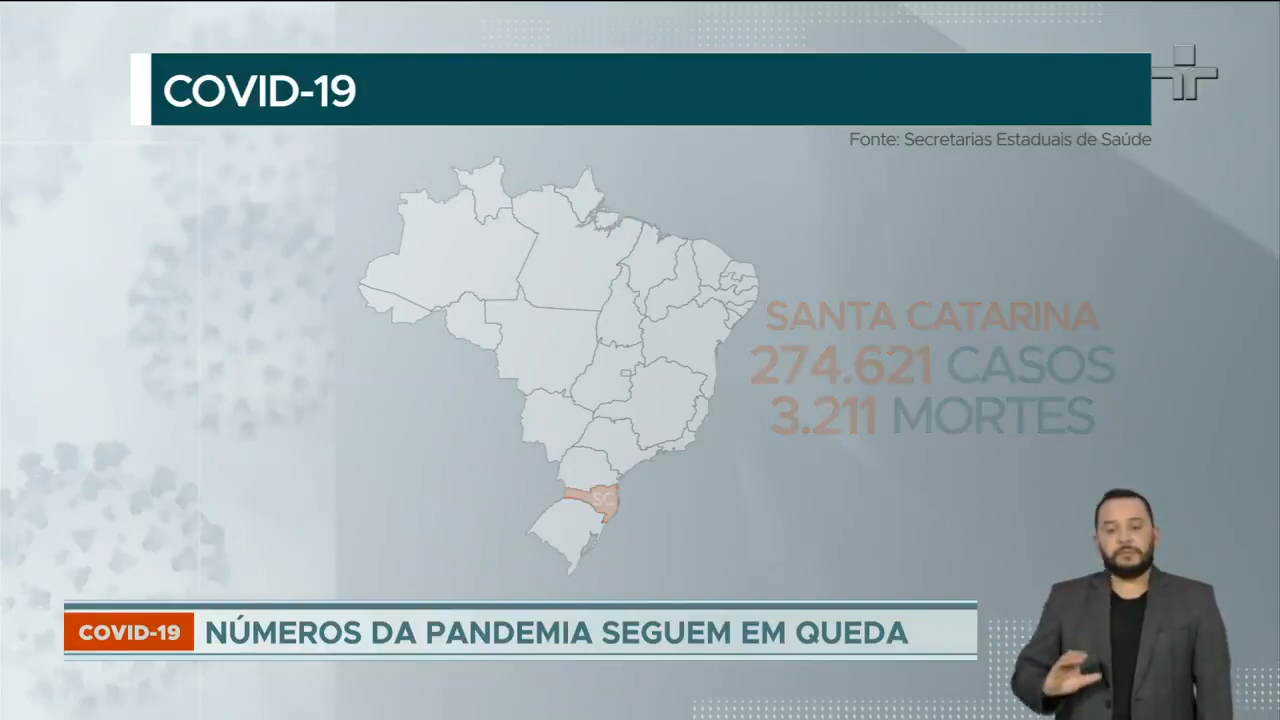 COVID-19
Fonte: Secretarias Estaduais de Saúde
SANTA CATARINA
274.621 CASOS
3.211 MORTES
SC
COVID-19 NÚMEROS DA PANDEMIA SEGUEM EM QUEDA